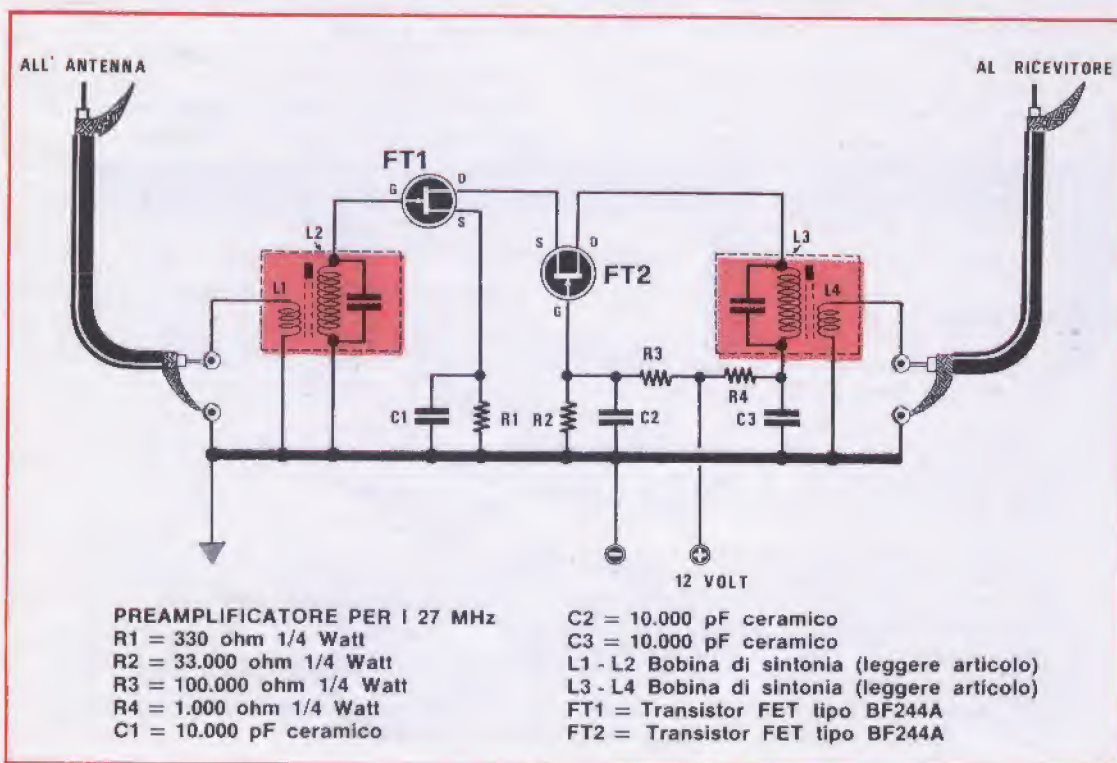 ALL' ANTENNA
AL RICEVITORE
FT1
G
D
S
L2
L1
S
D
FT2
G
L3
L4
R3
R4
C1
R1
R2
C2
C3
12 VOLT
PREAMPLIFICATORE PER I 27 MHz
R1 = 330 ohm 1/4 Watt
R2 = 33.000 ohm 1/4 Watt
R3 = 100.000 ohm 1/4 Watt
R4 = 1.000 ohm 1/4 Watt
C1 = 10.000 pF ceramico
C2 = 10.000 pF ceramico
C3 = 10.000 pF ceramico
L1 - L2 Bobina di sintonia (leggere articolo)
L3 - L4 Bobina di sintonia (leggere articolo)
FT1 = Transistor FET tipo BF244A
FT2 = Transistor FET tipo BF244A